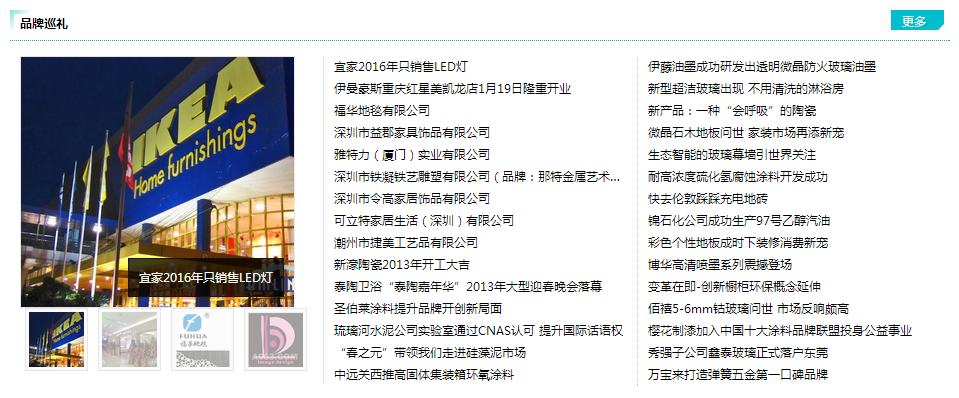 品牌巡礼
更多
IKEA
Home furnishings
宜家2016年只销售LED灯
FUHUA
福华地毯
宜家2016年只销售LED灯
伊曼豪斯重庆红星美凯龙店1月19日隆重开业
福华地毯有限公司
深圳市益郡家具饰品有限公司
雅特力（厦门）实业有限公司
深圳市铁凝铁艺雕塑有限公司（品牌：那特金属艺术...
深圳市令高家居饰品有限公司
可立特家居生活（深圳）有限公司
潮州市捷美工艺品有限公司
新濠陶瓷2013年开工大吉
泰陶卫浴“泰陶嘉年华”2013年大型迎春晚会落幕
圣伯莱涂料提升品牌开创新局面
琉璃河水泥公司实验室通过CNAS认可 提升国际话语权
“春之元”带领我们走进硅藻泥市场
中远关西推高固体集装箱环氧涂料
伊藤油墨成功研发出透明微晶防火玻璃油墨
新型超洁玻璃出现 不用清洗的淋浴房
新产品：一种“会呼吸”的陶瓷
微晶石木地板问世 家装市场再添新宠
生态智能的玻璃幕墙引世界关注
耐高浓度硫化氢腐蚀涂料开发成功
快去伦敦踩踩充电地砖
锦石化公司成功生产97号乙醇汽油
彩色个性地板成时下装修消费新宠
博华高清喷墨系列震撼登场
变革在即-创新橱柜环保概念延伸
佰禧5-6mm钻玻璃问世 市场反响颇高
樱花制漆加入中国十大涂料品牌联盟投身公益事业
秀强子公司鑫泰玻璃正式落户东莞
万宝来打造弹簧五金第一口碑品牌